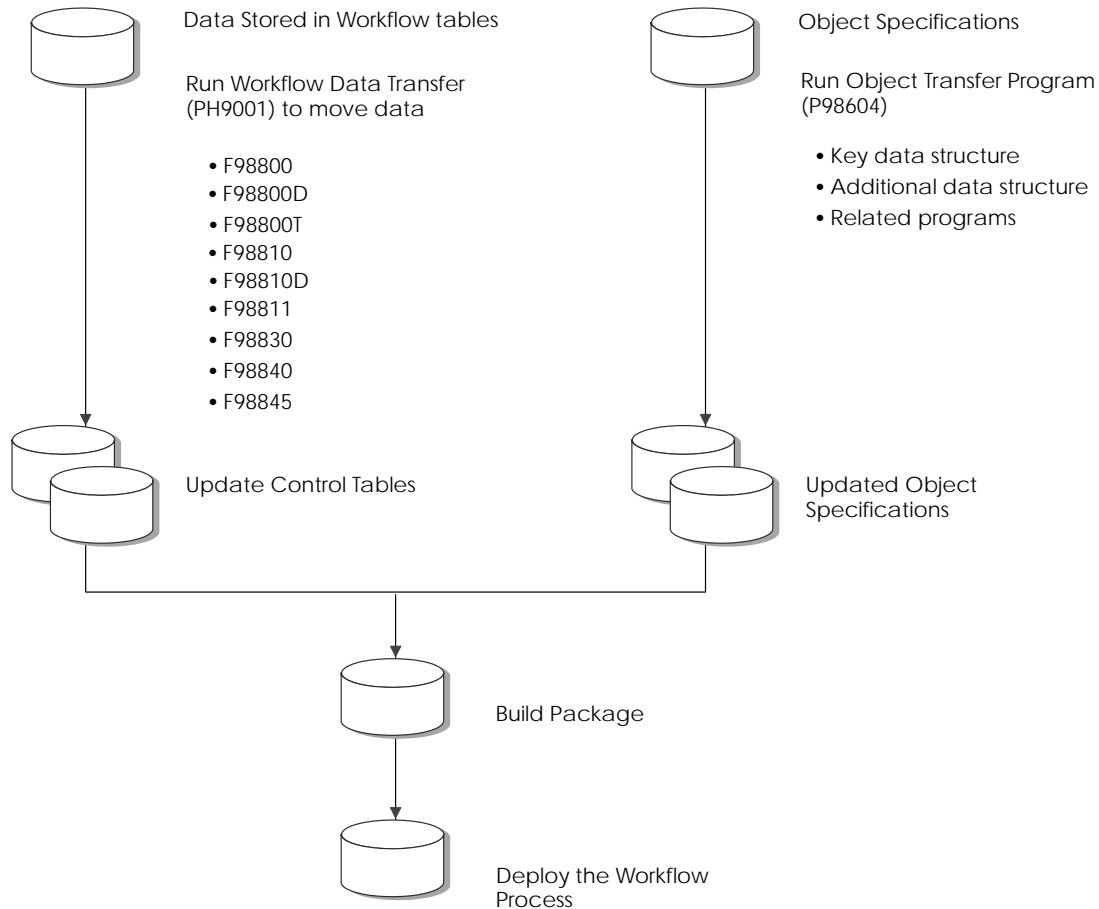 Data Stored in Workflow tables
Run Workflow Data Transfer
(PH9001) to move data
• F98800
• F98800D
• F98800T
• F98810
• F98810D
• F98811
• F98830
• F98840
• F98845
Update Control Tables
Object Specifications
Run Object Transfer Program
(P98604)
• Key data structure
• Additional data structure
• Related programs
Updated Object
Specifications
Build Package
Deploy the Workflow
Process